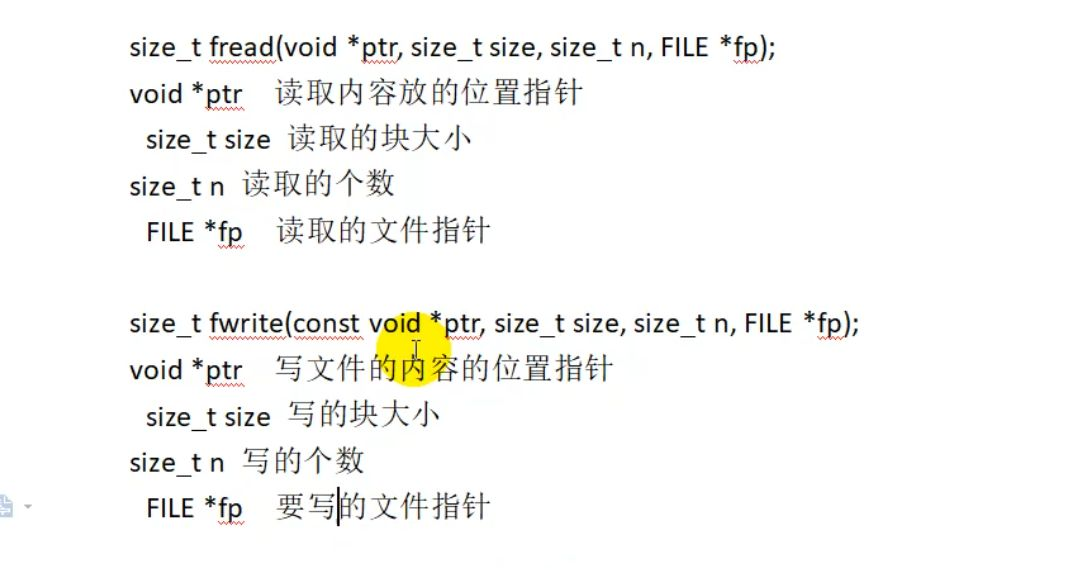 size_t fread(void *ptr, size_t size, size_t n, FILE *fp);
void *ptr 读取内容放的位置指针
size_t size 读取的块大小
size_t n 读取的个数
FILE *fp 读取的文件指针
size_t fwrite(const void *ptr, size_t size, size_t n, FILE *fp);
void *ptr 写文件的内容的位置指针
size_t size 写的块大小
size_t n 写的个数
FILE *fp 要写的文件指针